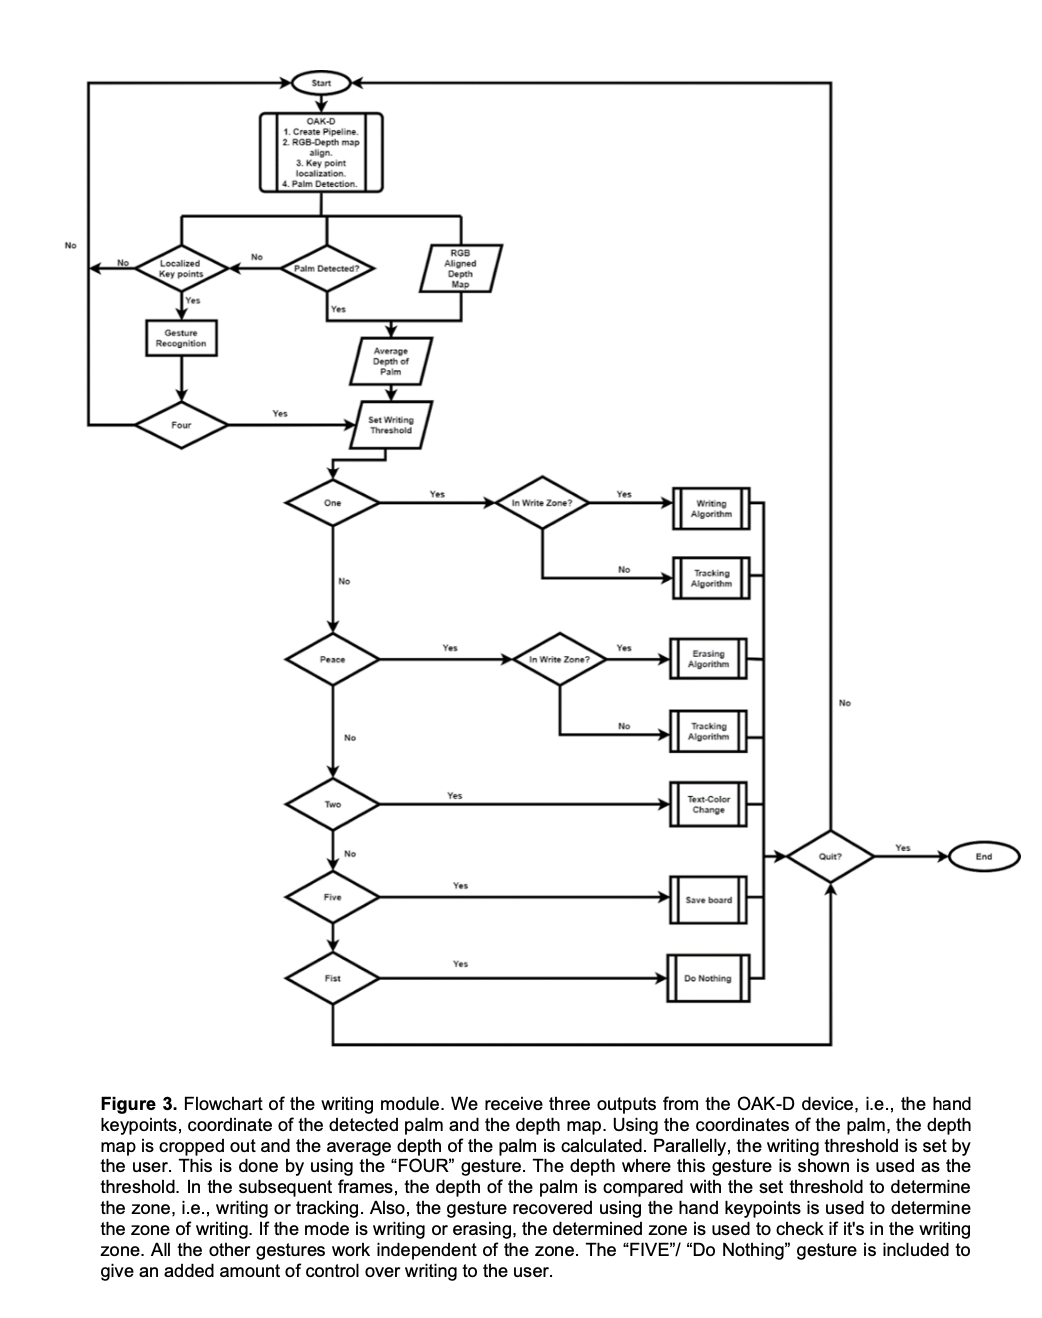 Start
OAK-D
1. Create Pipeline.
2. RGB-Depth map
align.
3. Key point
localization.
4. Palm Detection.
No
No
Localized
Key points
No
Palm Detected?
RGB
Aligned
Depth
Map
Yes
Yes
Gesture
Recognition
Average
Depth of
Palm
Four
Yes
Set Writing
Threshold
One
Yes
In Write Zone?
Yes
Writing
Algorithm
No
No
Tracking
Algorithm
Peace
Yes
In Write Zone?
Yes
Erasing
Algorithm
No
No
Tracking
Algorithm
No
Two
Yes
Text-Color
Change
No
Quit?
Yes
End
Five
Yes
Save board
Fist
Yes
Do Nothing
Figure 3. Flowchart of the writing module. We receive three outputs from the OAK-D device, i.e., the hand
keypoints, coordinate of the detected palm and the depth map. Using the coordinates of the palm, the depth
map is cropped out and the average depth of the palm is calculated. Parallelly, the writing threshold is set by
the user. This is done by using the “FOUR” gesture. The depth where this gesture is shown is used as the
threshold. In the subsequent frames, the depth of the palm is compared with the set threshold to determine
the zone, i.e., writing or tracking. Also, the gesture recovered using the hand keypoints is used to determine
the zone of writing. If the mode is writing or erasing, the determined zone is used to check if it's in the writing
zone. All the other gestures work independent of the zone. The “FIVE”/ “Do Nothing” gesture is included to
give an added amount of control over writing to the user.